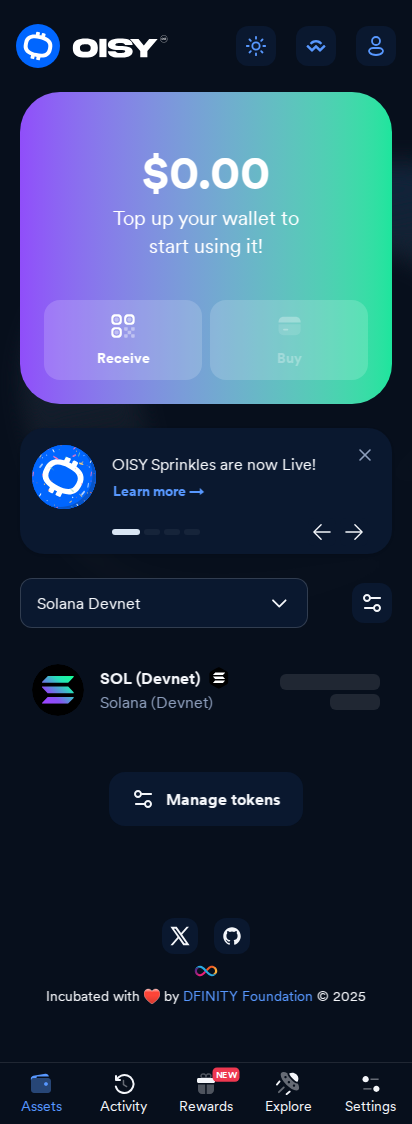 OISY
$0.00
Top up your wallet to
start using it!
Receive
Buy
OISY Sprinkles are now Live!
Learn more →
Solana Devnet
SOL (Devnet)
Solana (Devnet)
Manage tokens
Incubated with ❤️ by DFINITY Foundation © 2025
NEW
Assets
Activity
Rewards
Explore
Settings